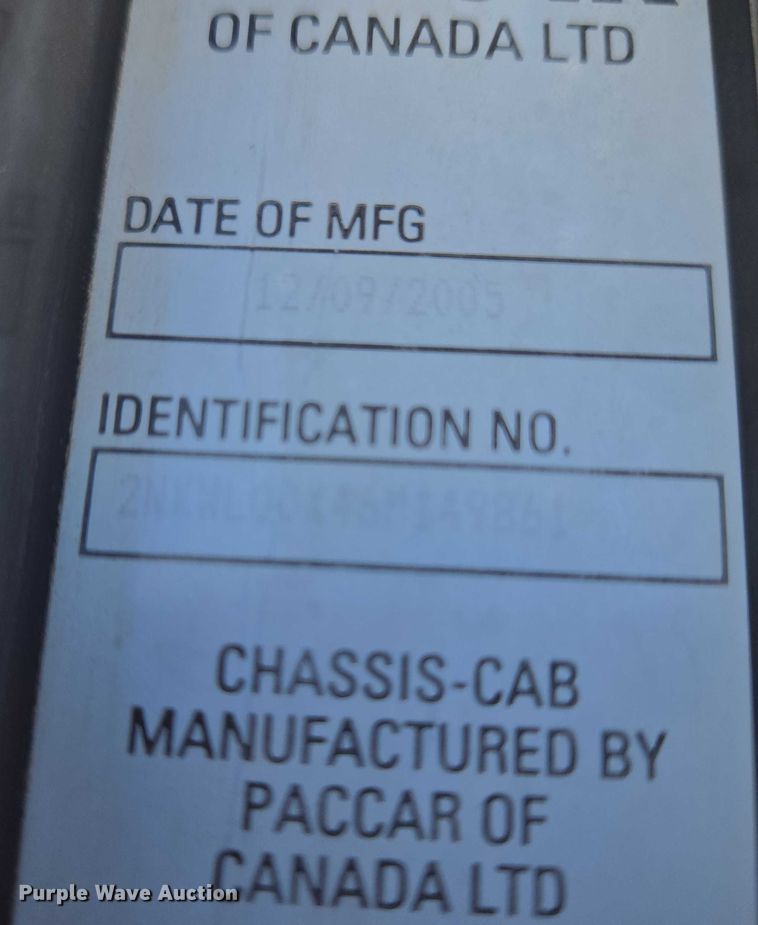 OF CANADA LTD
DATE OF MFG
12/09/2005
IDENTIFICATION NO.
CHASSIS-CAB
MANUFACTURED BY
PACCAR OF
CANADA LTD
Purple Wave Auction